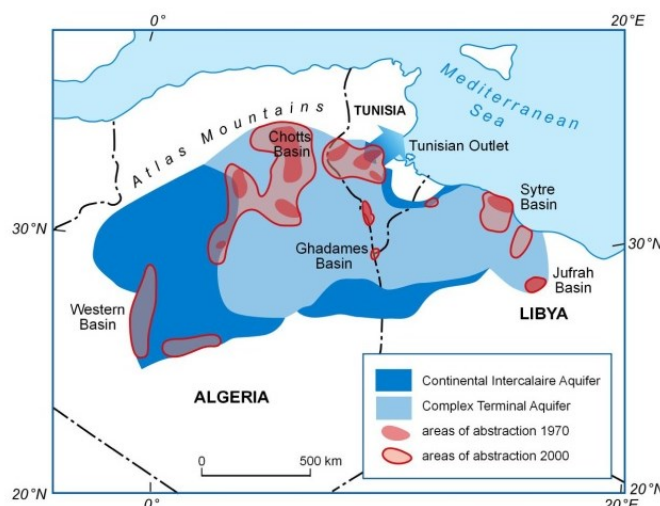 0°
20°E
Mediterranean
Sea
TUNISIA
Atlas Mountains
Chotts
Basin
Tunisian Outlet
Sytre
Basin
30°N
30°N
Ghadames
Basin
Jufrah
Basin
Western
Basin
LIBYA
ALGERIA
Continental Intercalaire Aquifer
Complex Terminal Aquifer
areas of abstraction 1970
areas of abstraction 2000
0
500 km
20°N
20°N
0°
20°E